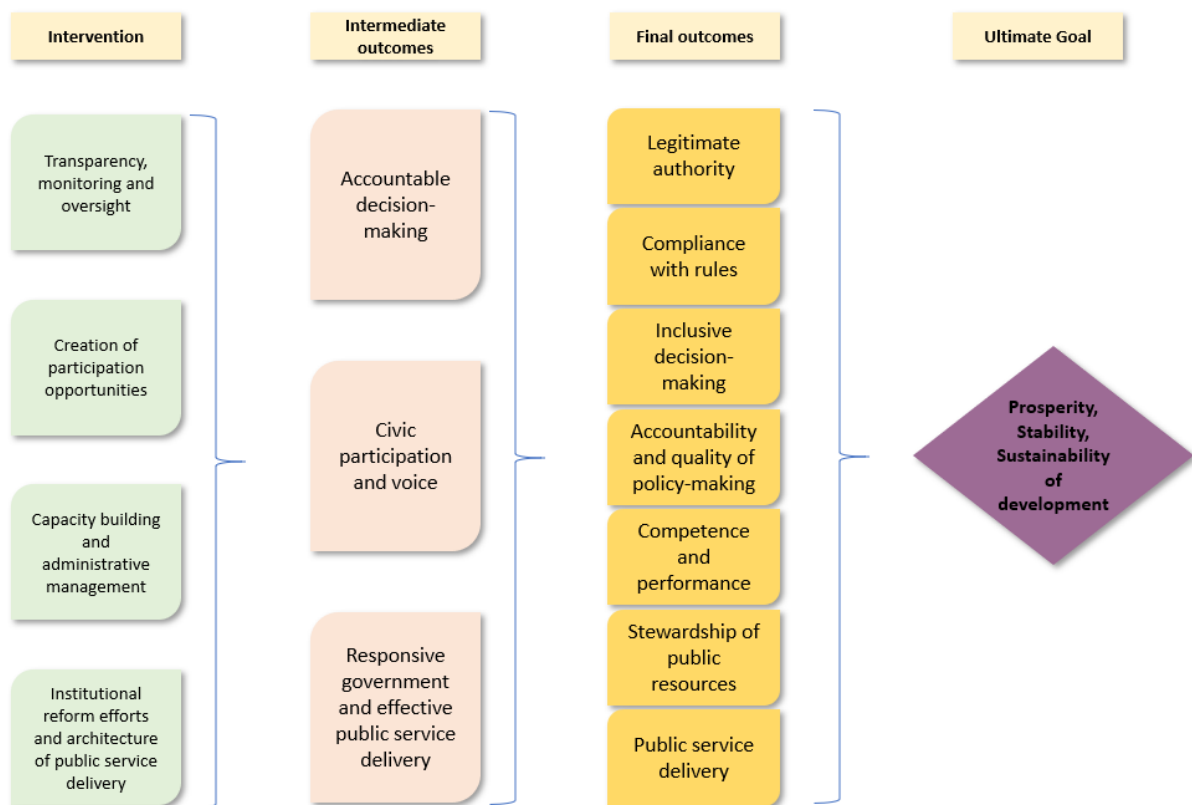 Intervention
Intermediate
outcomes
Final outcomes
Ultimate Goal
Transparency,
monitoring and
oversight
Creation of
participation
opportunities
Capacity building
and
administrative
management
Institutional
reform efforts
and architecture
of public service
delivery
Accountable
decision-
making
Civic
participation
and voice
Responsive
government
and effective
public service
delivery
Legitimate
authority
Compliance
with rules
Inclusive
decision-
making
Accountability
and quality of
policy-making
Competence
and
performance
Stewardship of
public
resources
Public service
delivery
Prosperity,
Stability,
Sustainability
of
development